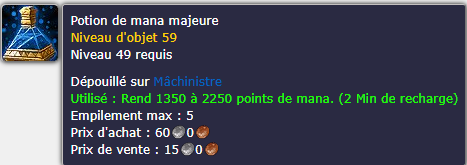 Potion de mana majeure
Niveau d'objet 59
Niveau 49 requis
Dépouillé sur Mâchinistre
Utilisé : Rend 1350 à 2250 points de mana. (2 Min de recharge)
Empilement max : 5
Prix d'achat : 60 0
Prix de vente : 15 0